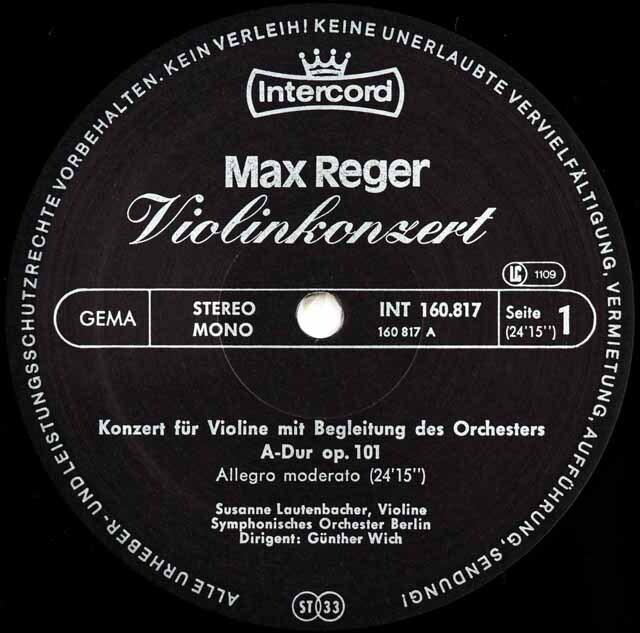 ALLE URHEBER- UND LEISTUNGSSCHUTZRECHTE VORBEHALTEN. KEIN VERLEIH! KEINE UNERLAUBTE VERVIELFÄLTIGUNG, VERMIETUNG, AUFFÜHRUNG, SENDUNG!
Intercord
Max Reger
Violinkonzert
LC 1109
GEMA
STEREO
MONO
INT 160.817
160 817 A
Seite 1
(24'15'')
Konzert für Violine mit Begleitung des Orchesters
A-Dur op. 101
Allegro moderato (24'15'')
Susanne Lautenbacher, Violine
Symphonisches Orchester Berlin
Dirigent: Günther Wich
ST 33